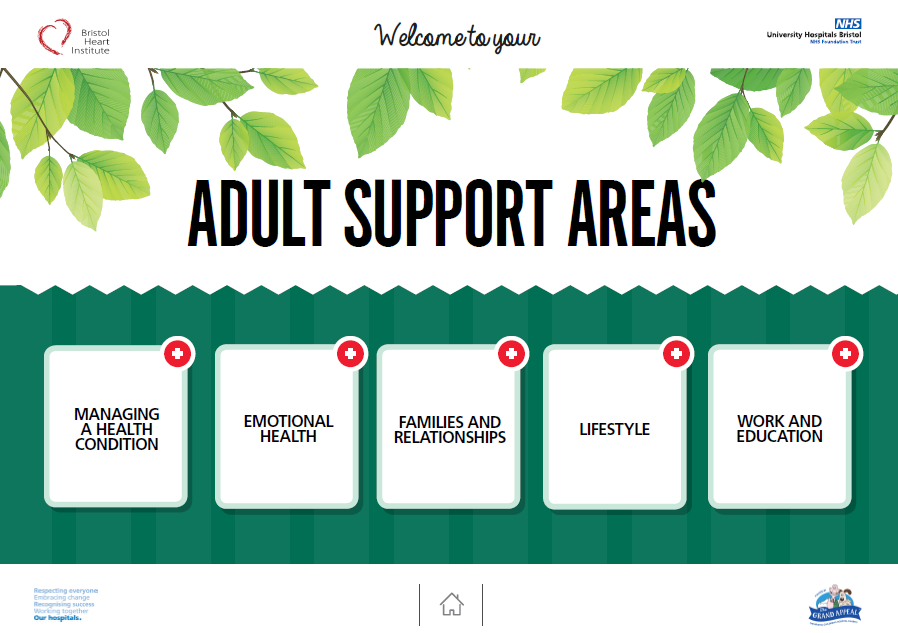 Bristol
Heart
Institute
Welcome to your
NHS
University Hospitals Bristol
NHS Foundation Trust
ADULT SUPPORT AREAS
MANAGING
A HEALTH
CONDITION
EMOTIONAL
HEALTH
FAMILIES AND
RELATIONSHIPS
LIFESTYLE
WORK AND
EDUCATION
Respecting everyone
Embracing change
Recognising success
Working together
Our hospitals.
The
GRAND APPEAL